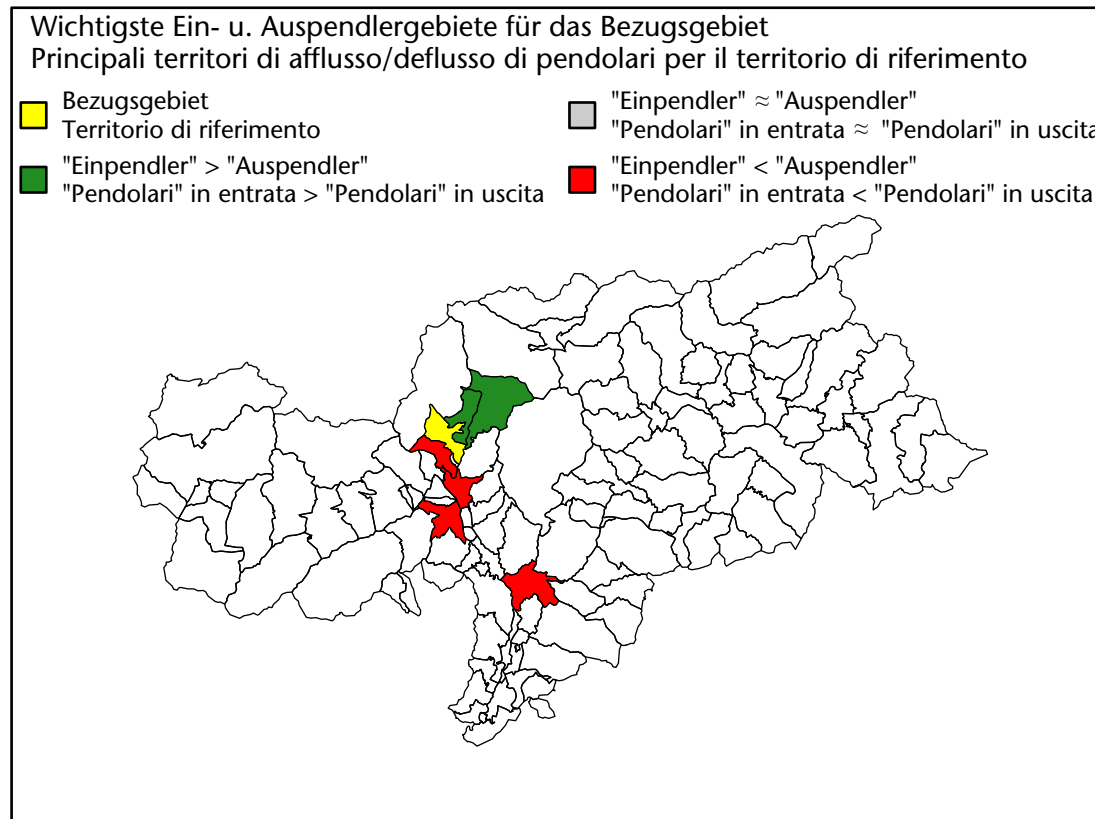 Wichtigste Ein- u. Auspendlergebiete für das Bezugsgebiet
Principali territori di afflusso/deflusso di pendolari per il territorio di riferimento
Bezugsgebiet
Territorio di riferimento
"Einpendler" > "Auspendler"
"Pendolari" in entrata > "Pendolari" in uscita
"Einpendler" ≈ "Auspendler"
"Pendolari" in entrata ≈ "Pendolari" in uscita
"Einpendler" < "Auspendler"
"Pendolari" in entrata < "Pendolari" in uscita